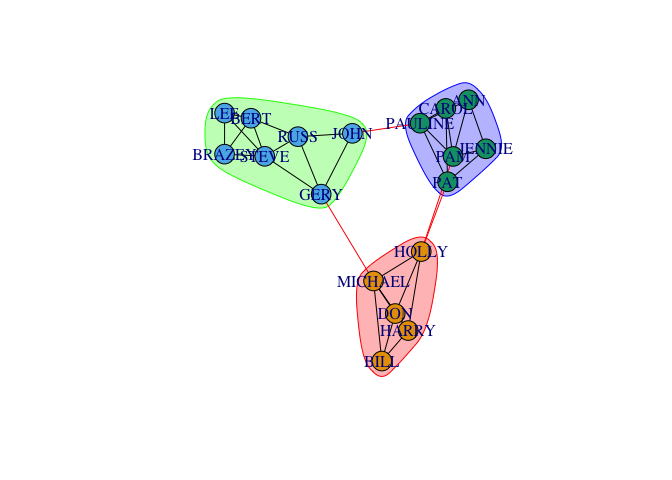 ANN
CAROL
LEE
BERT
PAULINE
JOHN
RUSS
JENNIE
BRAZEY
STEVE
PAM
PAT
GERY
HOLLY
MICHAEL
DON
HARRY
BILL